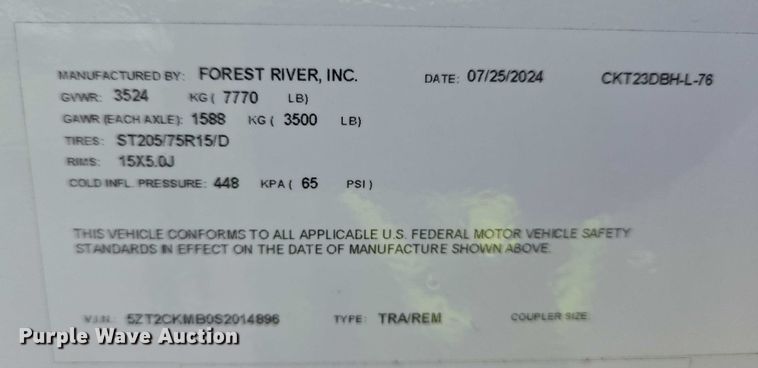 MANUFACTURED BY: FOREST RIVER, INC. DATE: 07/25/2024 CKT23DBH-L-76
GVWR: 3524 KG ( 7770 LB)
GAWR (EACH AXLE): 1588 KG ( 3500 LB)
TIRES: ST205/75R15/D
RIMS: 15X5.0J
COLD INFL. PRESSURE: 448 KPA ( 65 PSI )
THIS VEHICLE CONFORMS TO ALL APPLICABLE U.S. FEDERAL MOTOR VEHICLE SAFETY
STANDARDS IN EFFECT ON THE DATE OF MANUFACTURE SHOWN ABOVE.
V.I.N.: 5ZT2CKMB0S2014896 TYPE: TRA/REM COUPLER SIZE:
Purple Wave Auction